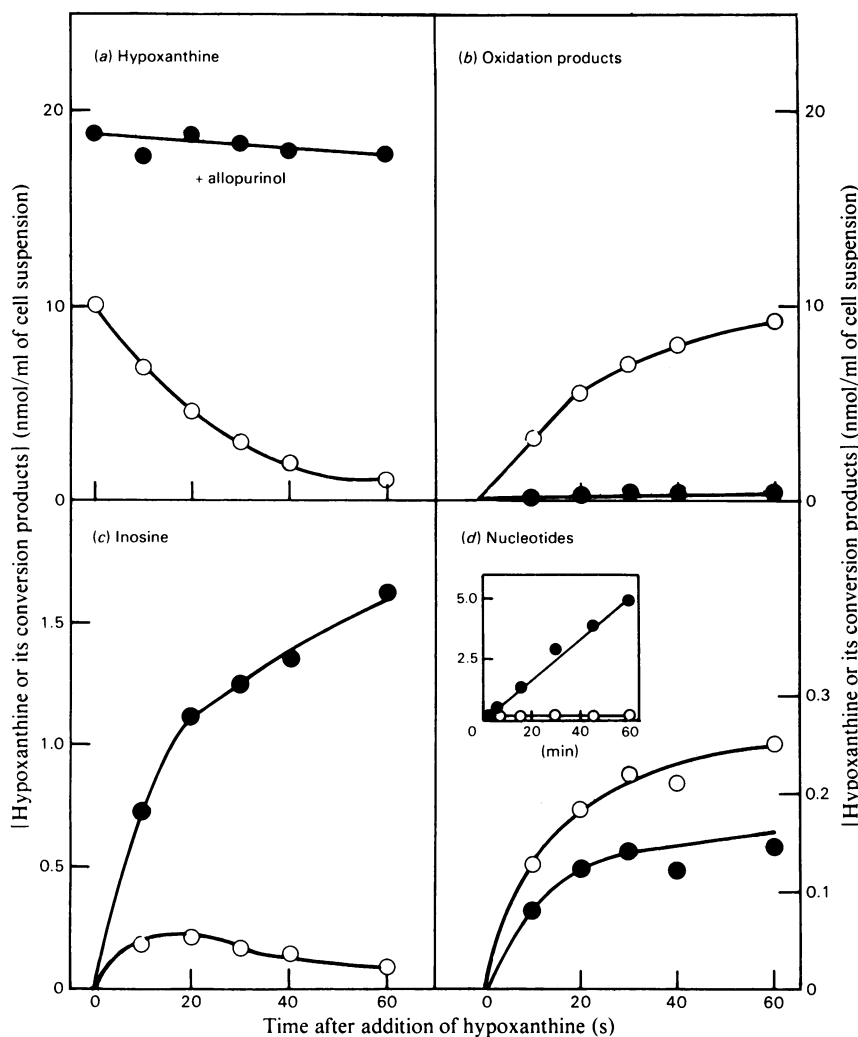 (a) Hypoxanthine
(b) Oxidation products
20
20
+ allopurinol
10
10
0
0
(c) Inosine
(d) Nucleotides
1.5
1.0
0.5
0
5.0
2.5
0
0 20 40 60
(min)
0.3
0.2
0.1
0
0 20 40 60
0 20 40 60
Time after addition of hypoxanthine (s)
[Hypoxanthine or its conversion products] (nmol/ml of cell suspension)
[Hypoxanthine or its conversion products] (nmol/ml of cell suspension)